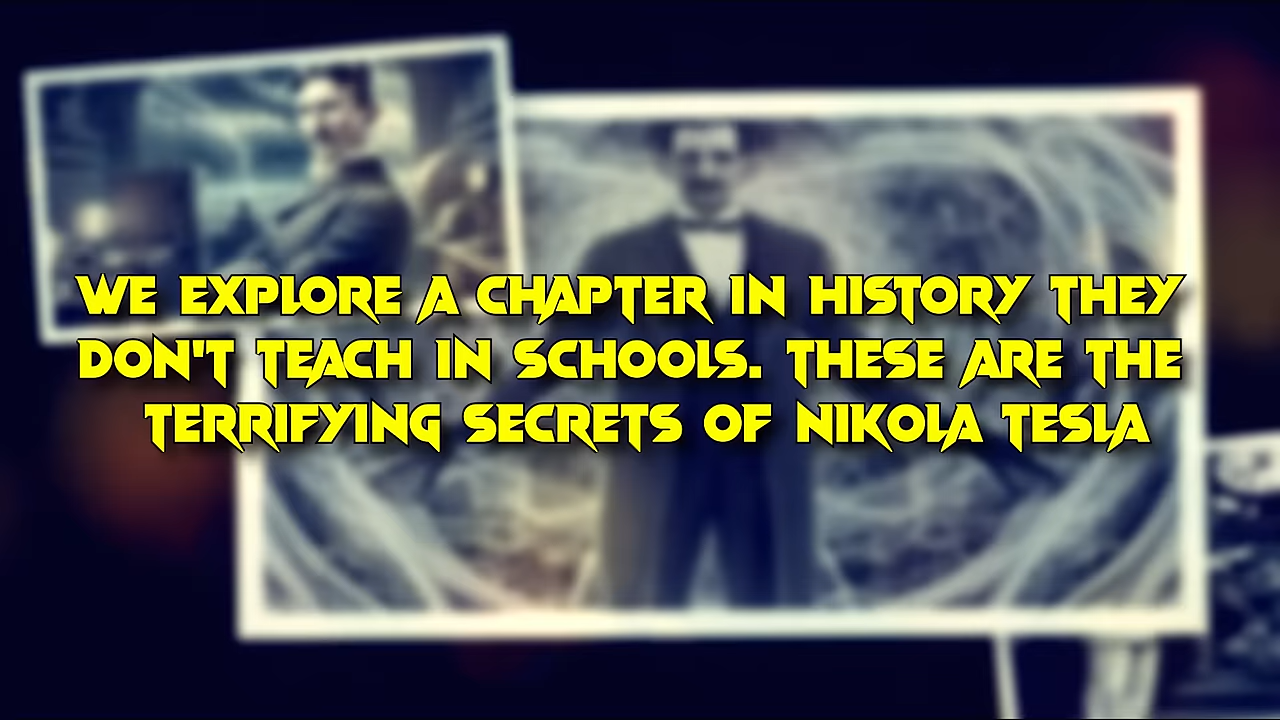 WE EXPLORE A CHAPTER IN HISTORY THEY
DON'T TEACH IN SCHOOLS. THESE ARE THE
TERRIFYING SECRETS OF NIKOLA TESLA